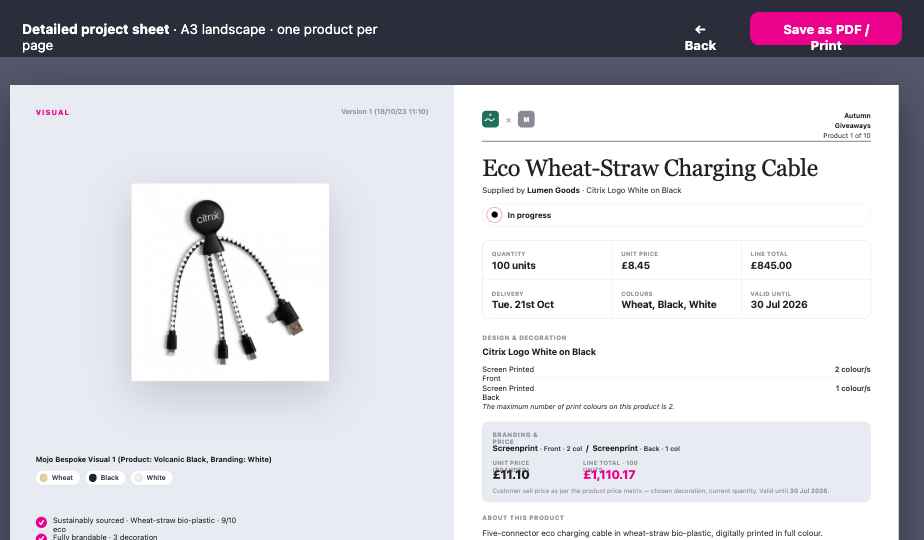 Detailed project sheet · A3 landscape · one product per
page
←
Back
Save as PDF /
Print
VISUAL
Version 1 (18/10/23 11:10)
citrix
Mojo Bespoke Visual 1 (Product: Volcanic Black, Branding: White)
Wheat
Black
White
Sustainably sourced · Wheat-straw bio-plastic · 9/10
eco
Fully brandable · 3 decoration
× M
Autumn
Giveaways
Product 1 of 10
Eco Wheat-Straw Charging Cable
Supplied by Lumen Goods · Citrix Logo White on Black
In progress
QUANTITY
100 units
UNIT PRICE
£8.45
LINE TOTAL
£845.00
DELIVERY
Tue. 21st Oct
COLOURS
Wheat, Black, White
VALID UNTIL
30 Jul 2026
DESIGN & DECORATION
Citrix Logo White on Black
Screen Printed
Front
2 colour/s
Screen Printed
Back
1 colour/s
The maximum number of print colours on this product is 2.
BRANDING &
PRICE
Screenprint · Front · 2 col / Screenprint · Back · 1 col
UNIT PRICE
£11.10
LINE TOTAL · 100
£1,110.17
Customer sell price as per the product price metrix — chosen decoration, current quantity. Valid until 30 Jul 2026.
ABOUT THIS PRODUCT
Five-connector eco charging cable in wheat-straw bio-plastic, digitally printed in full colour.